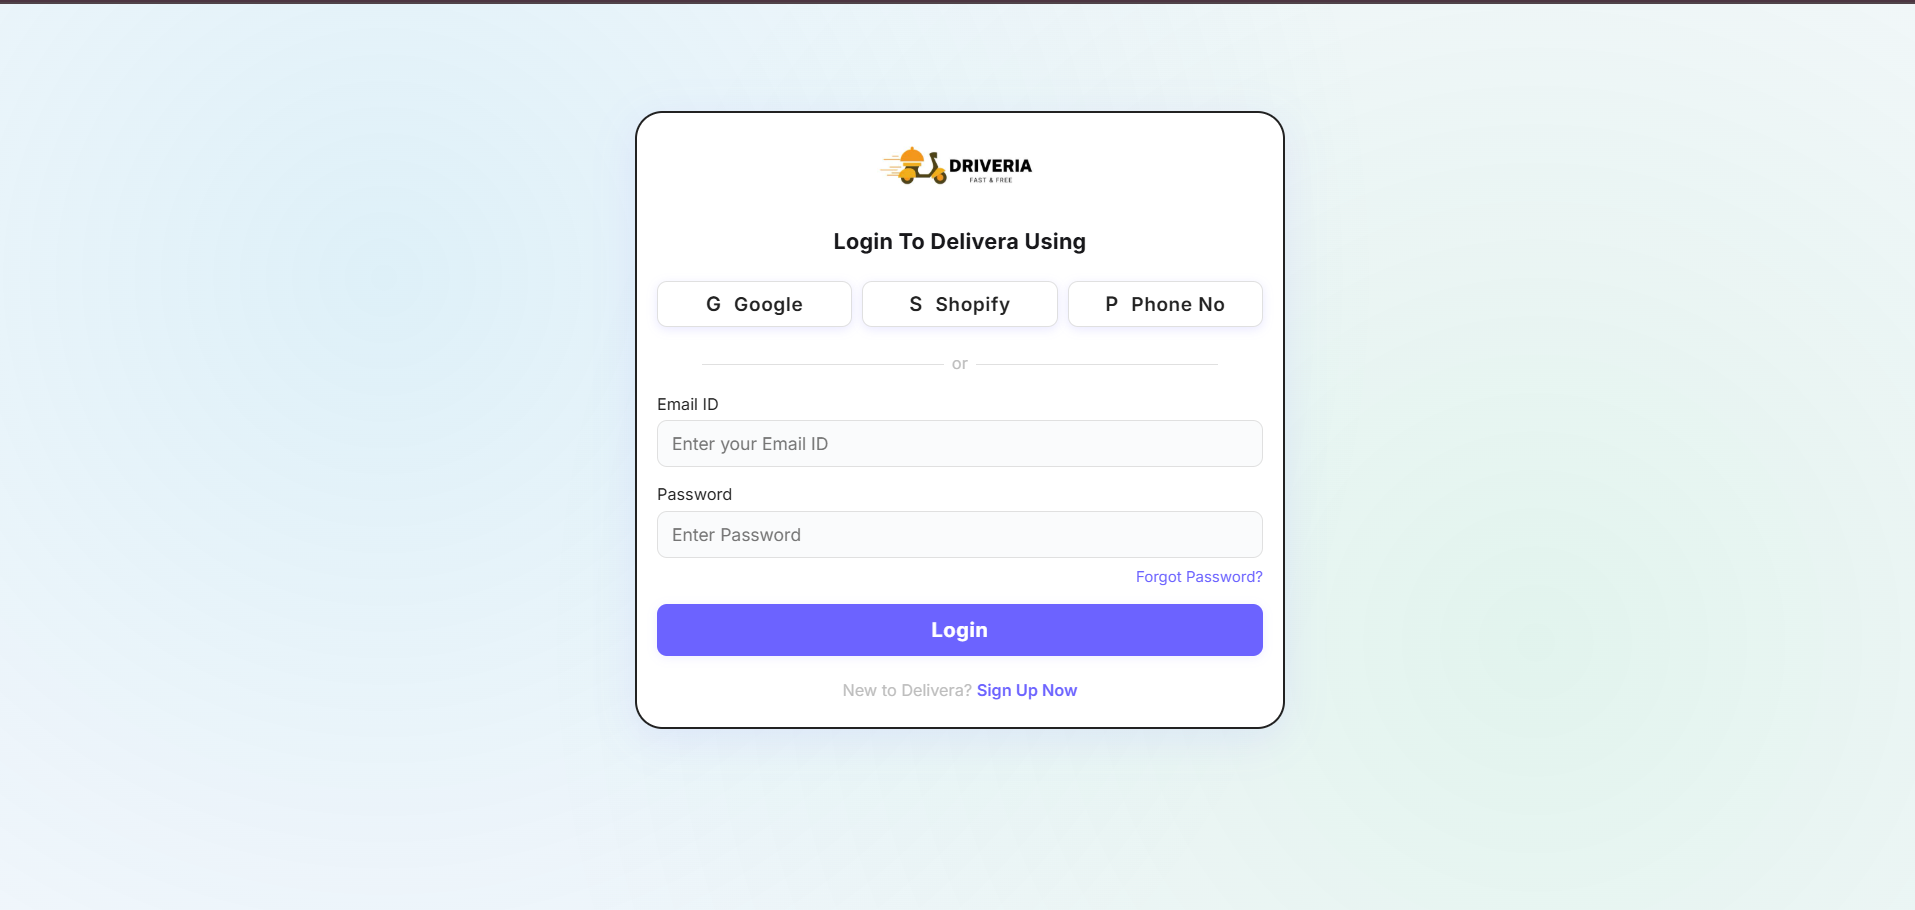 DRIVERIA
FAST & FREE
Login To Delivera Using
G Google
S Shopify
P Phone No
or
Email ID
Enter your Email ID
Password
Enter Password
Forgot Password?
Login
New to Delivera? Sign Up Now